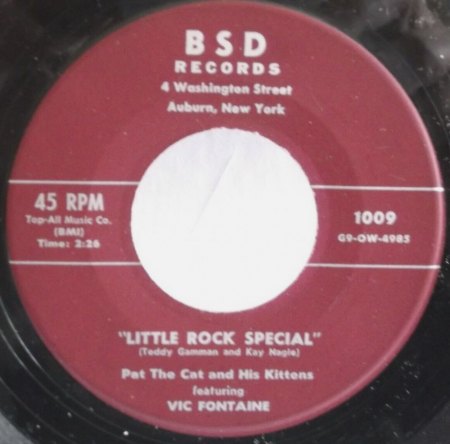 BSD
RECORDS
4 Washington Street
Auburn, New York
45 RPM
Top-All Music Co.
(BMI)
Time: 2:26
1009
G9-OW-4985
"LITTLE ROCK SPECIAL"
(Teddy Gamman and Kay Nagle)
Pat The Cat and His Kittens
featuring
VIC FONTAINE